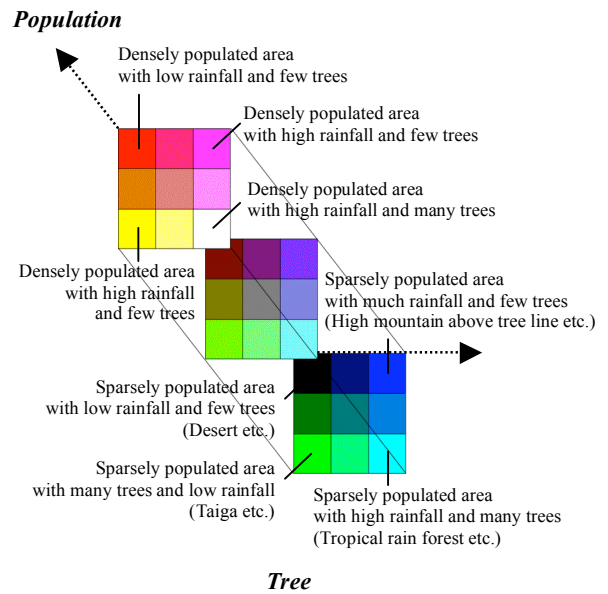 Population
Densely populated area
with low rainfall and few trees
Densely populated area
with high rainfall and few trees
Densely populated area
with high rainfall and many trees
Densely populated area
with high rainfall
and few trees
Sparsely populated area
with much rainfall and few trees
(High mountain above tree line etc.)
Sparsely populated area
with low rainfall and few trees
(Desert etc.)
Sparsely populated area
with many trees and low rainfall
(Taiga etc.)
Sparsely populated area
with high rainfall and many trees
(Tropical rain forest etc.)
Tree